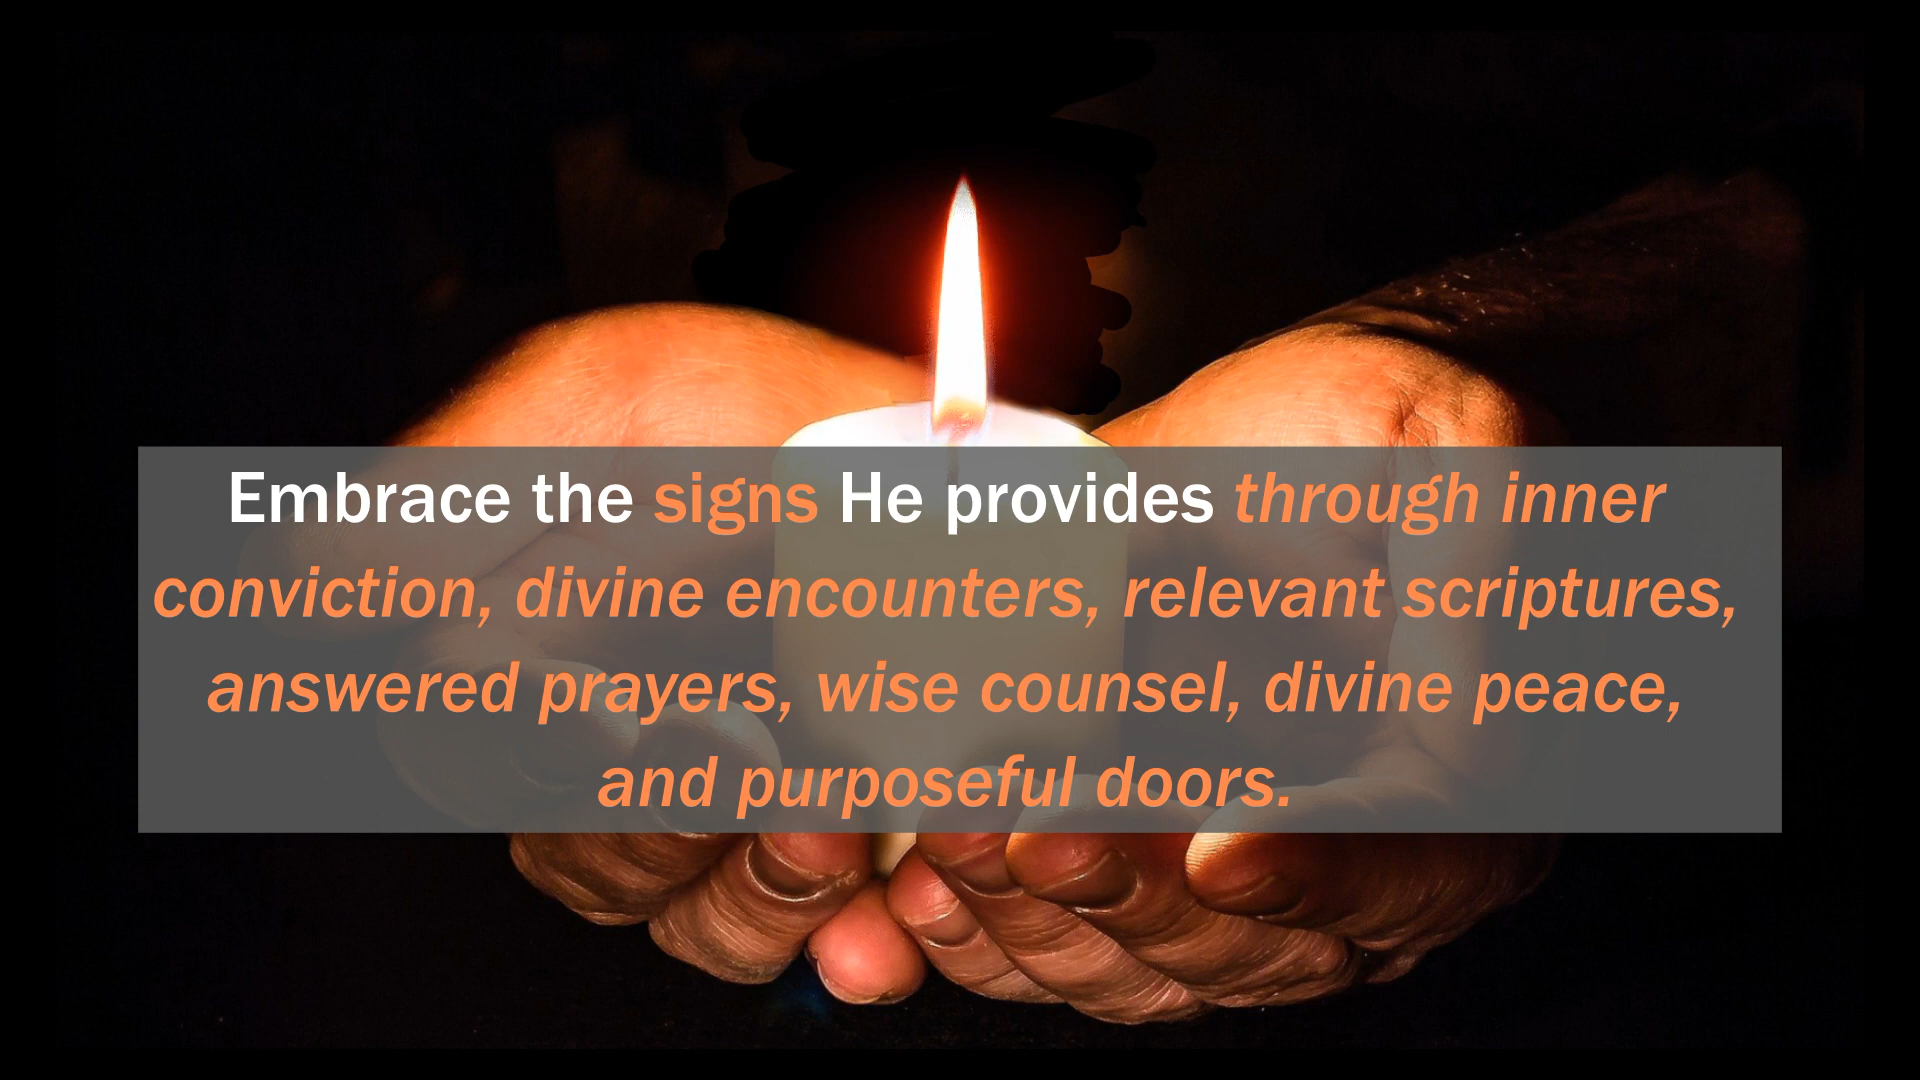 Embrace the signs He provides through inner
conviction, divine encounters, relevant scriptures,
answered prayers, wise counsel, divine peace,
and purposeful doors.